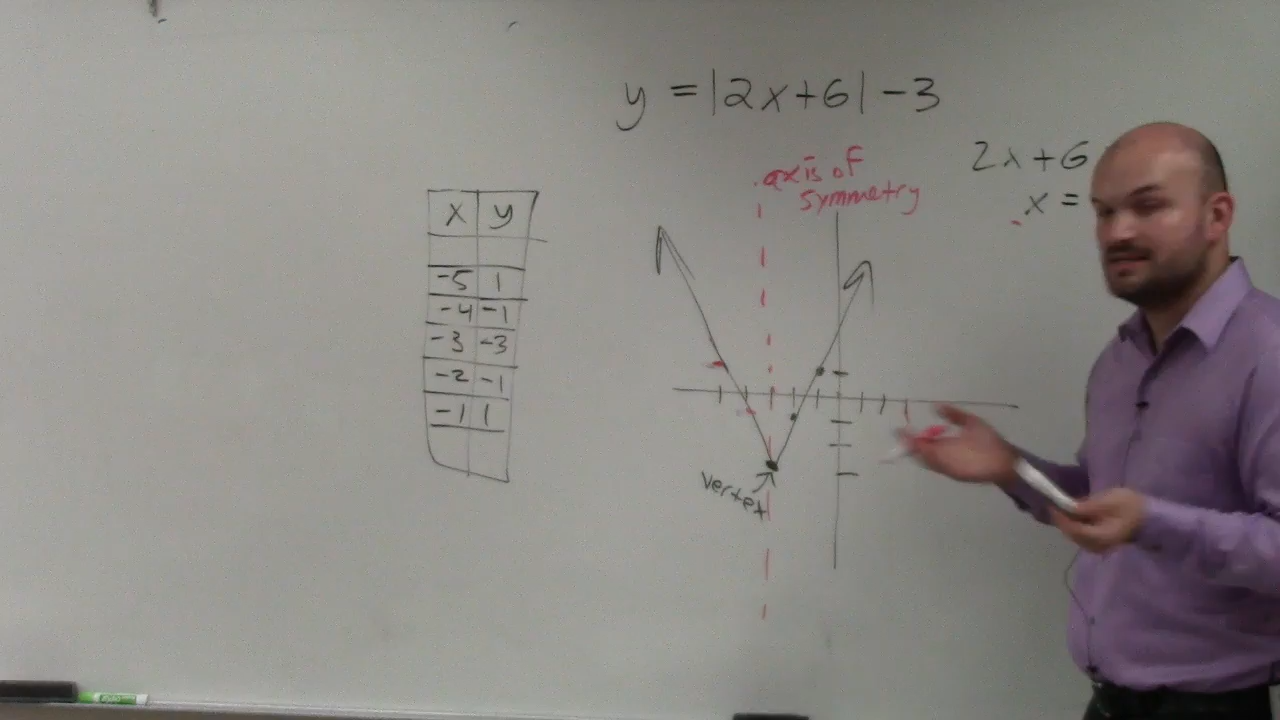 y = |2x+6| -3
2x+6
x =
axis of
symmetry
x y
-5 1
-4 -1
-3 -3
-2 -1
-1 1
vertex